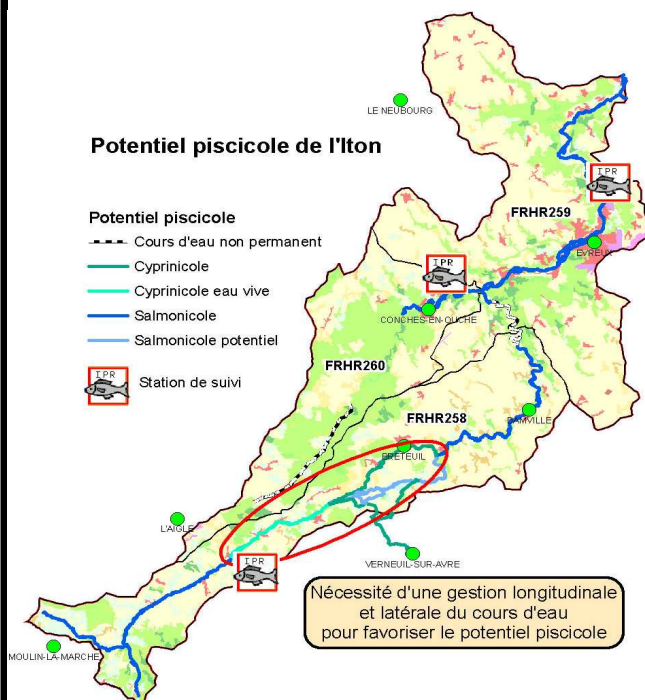 LE NEUBOURG
Potentiel piscicole de l'Iton
IPR
Potentiel piscicole
FRHR259
Cours d'eau non permanent
EVREUX
Cyprinicole
IPR
Cyprinicole eau vive
Salmonicole
CONCHES-EN-OUCHE
Salmonicole potentiel
FRHR260
IPR
Station de suivi
FRHR258
DAMVILLE
BRETEUIL
L'AIGLE
VERNEUIL-SUR-AVRE
IPR
Nécessité d'une gestion longitudinale
et latérale du cours d'eau
pour favoriser le potentiel piscicole
MOULIN-LA-MARCHE